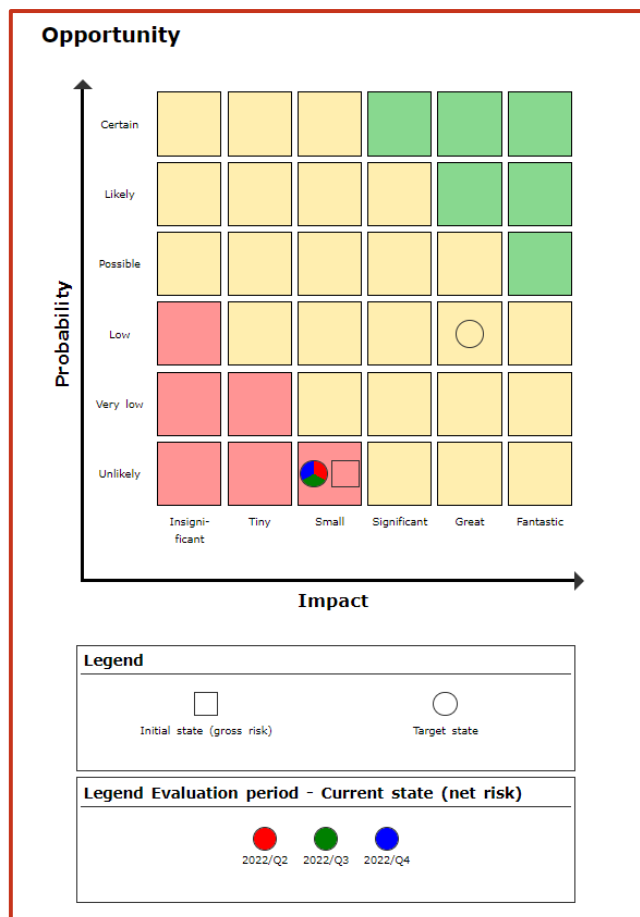 Opportunity
Certain
Likely
Possible
Low
Very low
Unlikely
Probability
Insigni-
ficant
Tiny
Small
Significant
Great
Fantastic
Impact
Legend
Initial state (gross risk)
Target state
Legend Evaluation period - Current state (net risk)
2022/Q2
2022/Q3
2022/Q4